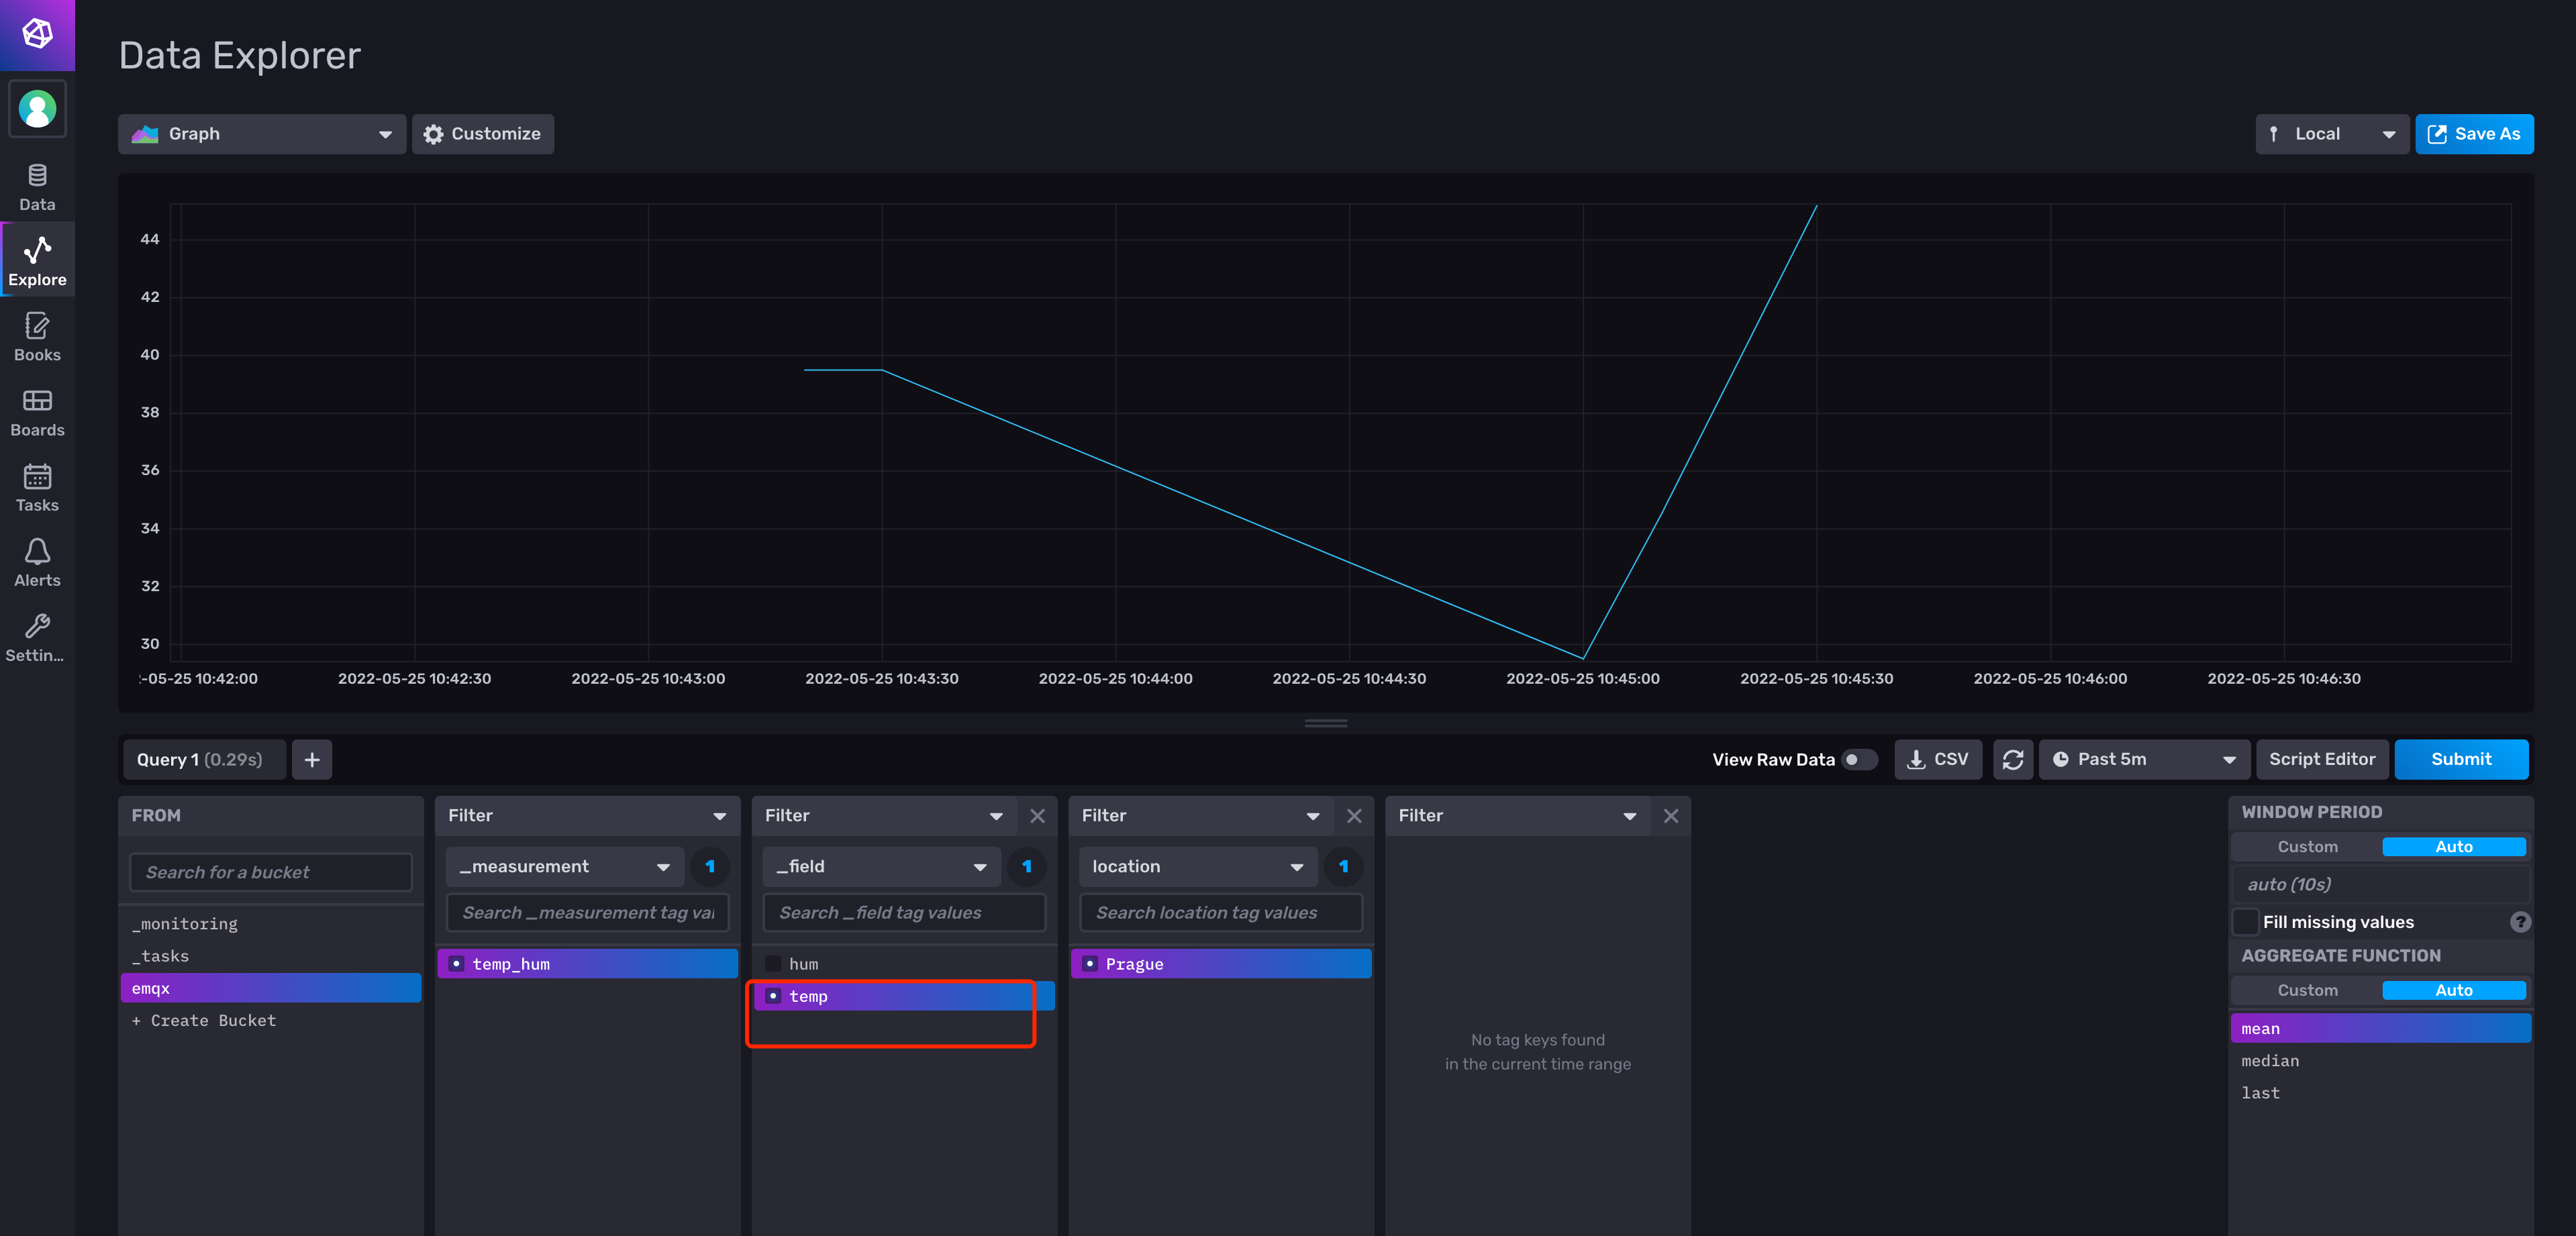 Data Explorer
Graph
Customize
Local
Save As
Data
Explore
Books
Boards
Tasks
Alerts
Settin...
44
42
40
38
36
34
32
30
-05-25 10:42:00
2022-05-25 10:42:30
2022-05-25 10:43:00
2022-05-25 10:43:30
2022-05-25 10:44:00
2022-05-25 10:44:30
2022-05-25 10:45:00
2022-05-25 10:45:30
2022-05-25 10:46:00
2022-05-25 10:46:30
Query 1 (0.29s)
+
View Raw Data
CSV
Past 5m
Script Editor
Submit
FROM
Search for a bucket
_monitoring
_tasks
emqx
+ Create Bucket
Filter
_measurement
1
Search _measurement tag val
temp_hum
Filter
_field
1
Search _field tag values
hum
temp
Filter
location
1
Search location tag values
Prague
Filter
No tag keys found
in the current time range
WINDOW PERIOD
Custom
Auto
auto (10s)
Fill missing values
?
AGGREGATE FUNCTION
Custom
Auto
mean
median
last